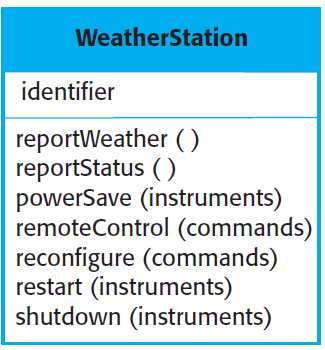 WeatherStation
identifier
reportWeather ( )
reportStatus ( )
powerSave (instruments)
remoteControl (commands)
reconfigure (commands)
restart (instruments)
shutdown (instruments)